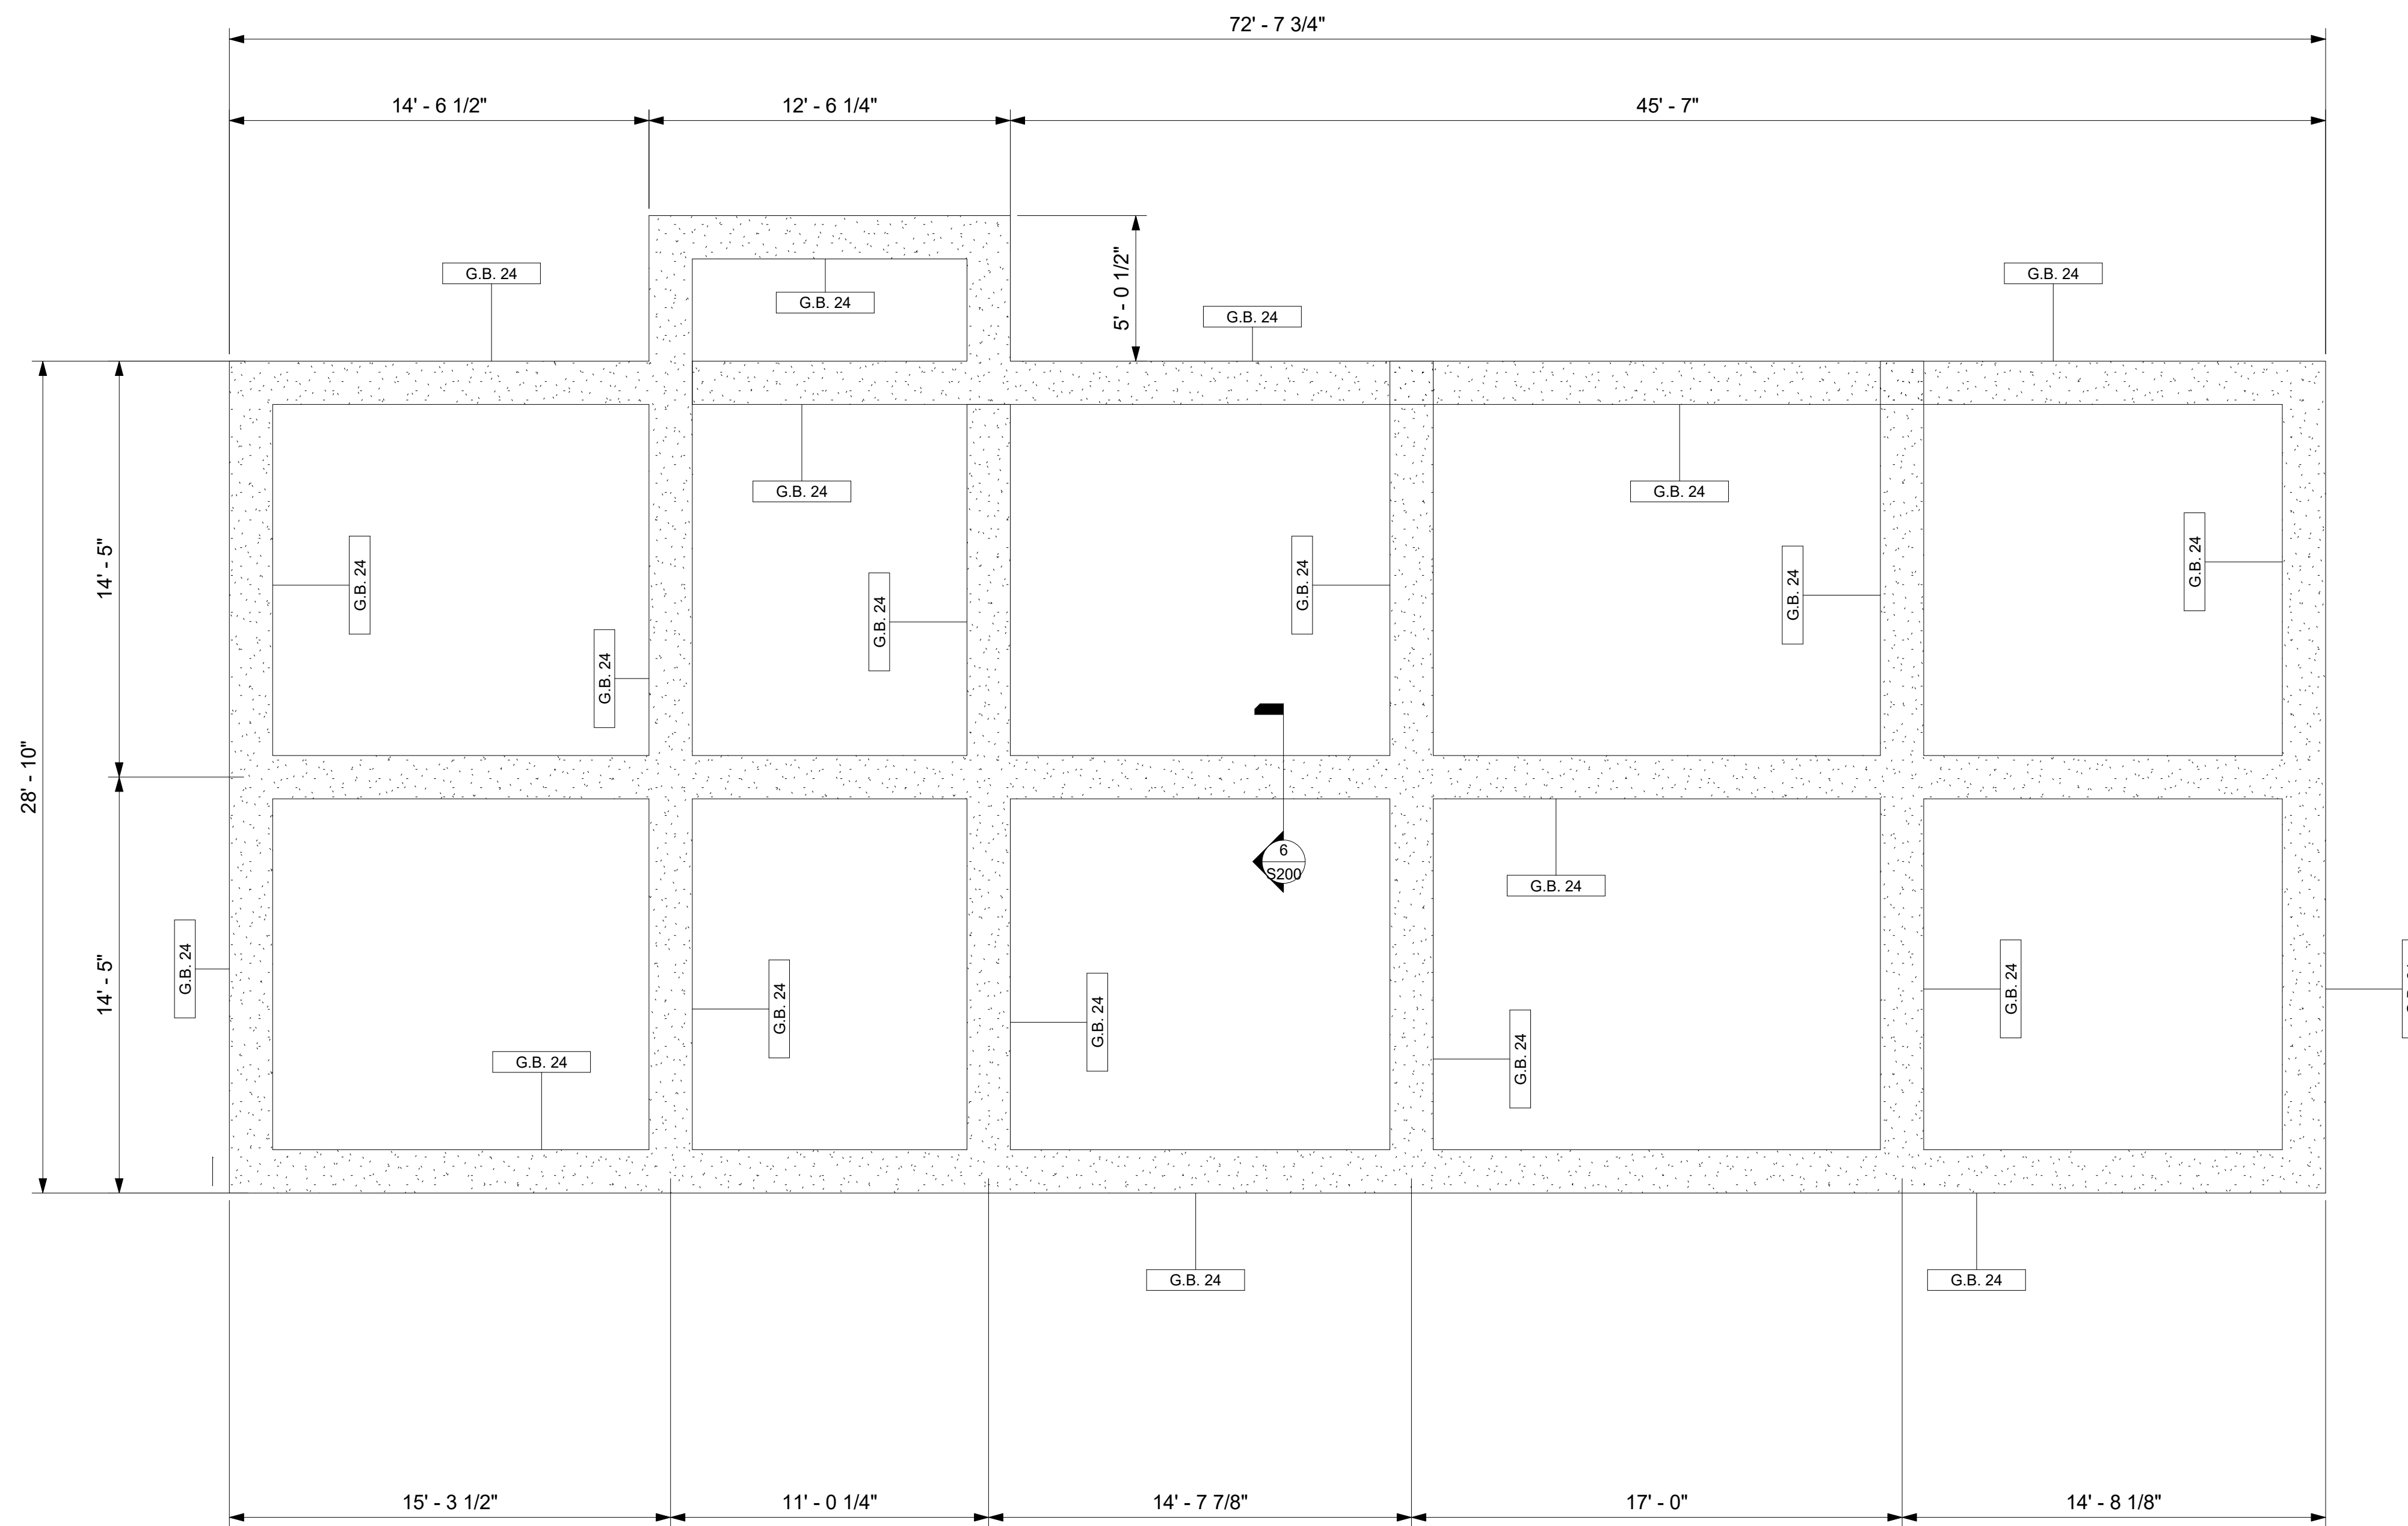 72' - 7 3/4"
14' - 6 1/2"
12' - 6 1/4"
45' - 7"
G.B. 24
G.B. 24
5' - 0 1/2"
G.B. 24
G.B. 24
G.B. 24
G.B. 24
14' - 5"
G.B. 24
G.B. 24
G.B. 24
G.B. 24
G.B. 24
G.B. 24
28' - 10"
6
S200
G.B. 24
14' - 5"
G.B. 24
G.B. 24
G.B. 24
G.B. 24
G.B. 24
G.B. 24
G.B. 24
G.B. 24
15' - 3 1/2"
11' - 0 1/4"
14' - 7 7/8"
17' - 0"
14' - 8 1/8"